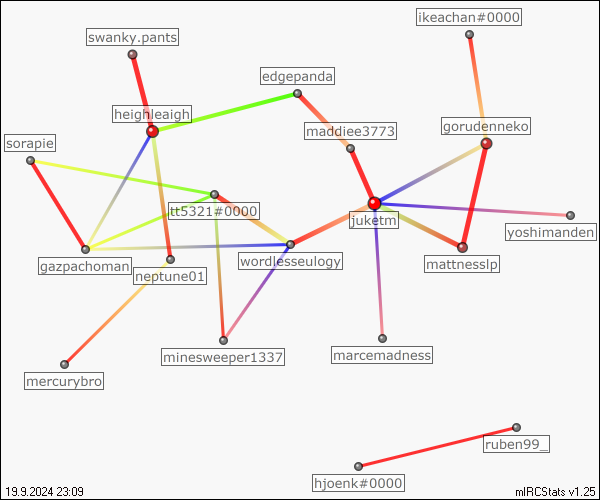 ikeachan#0000
swanky.pants
edgepanda
heighleaigh
maddiee3773
gorudenneko
sorapie
tt5321#0000
juketm
yoshimanden
gazpachoman
neptune01
wordlesseulogy
mattnesslp
minesweeper1337
marcemadness
mercurybro
ruben99_
hjoenk#0000
19.9.2024 23:09
mIRCStats v1.25